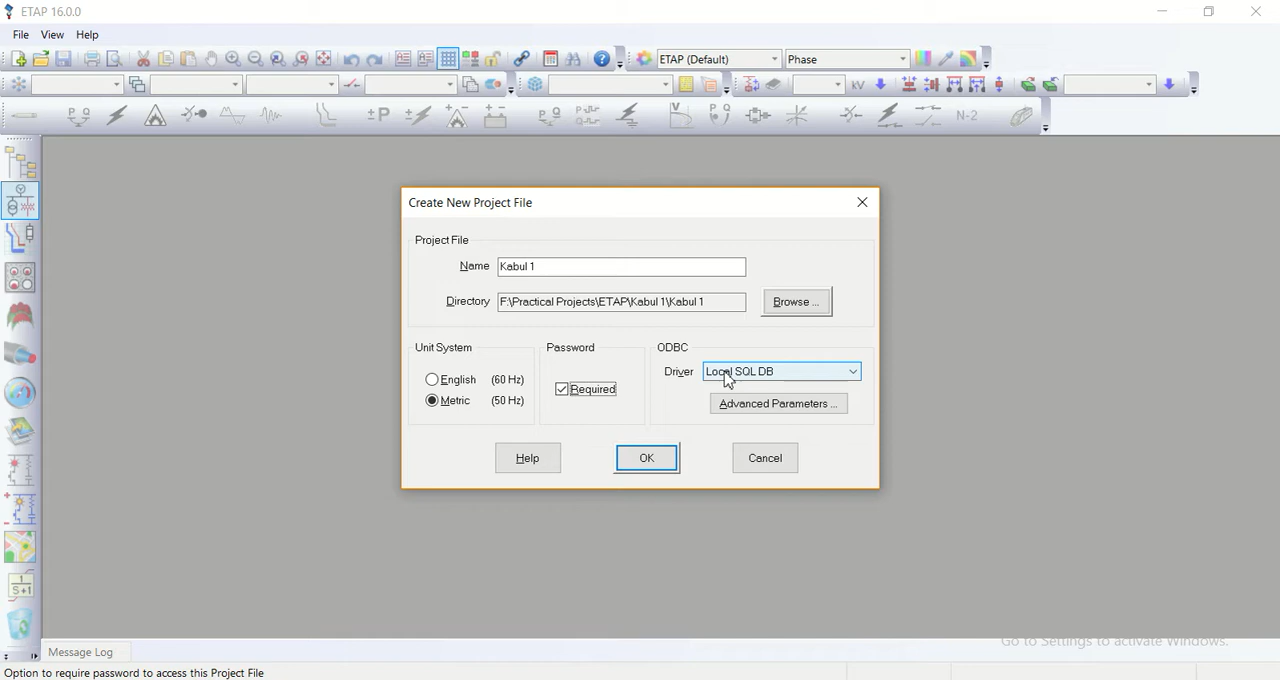 ETAP 16.0.0
File View Help
ETAP (Default) Phase
kV
P Q
+P
P Q
V
P Q
N-2
Create New Project File
Project File
Name Kabul 1
Directory F:\Practical Projects\ETAP\Kabul 1\Kabul 1 Browse ...
Unit System Password ODBC
Driver Local SQL DB
English (60 Hz)
Required
Metric (50 Hz)
Advanced Parameters ...
Help OK Cancel
1
S+1
Go to Settings to activate Windows.
Message Log
Option to require password to access this Project File